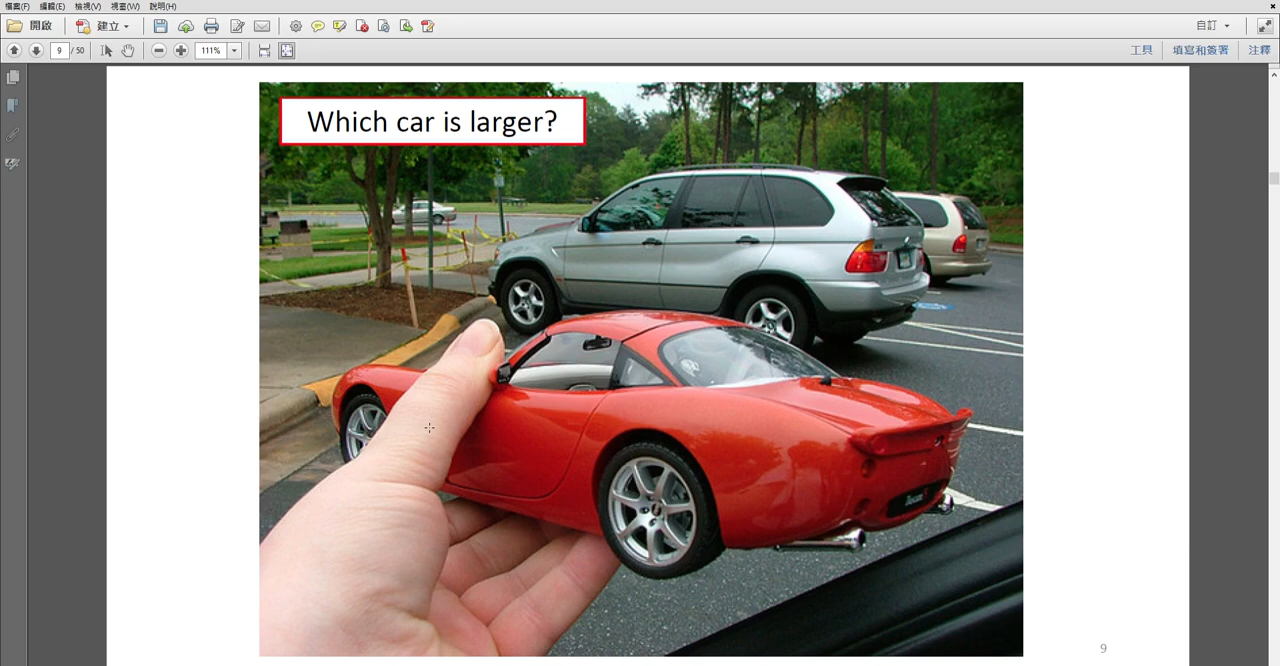 檔案(F) 編輯(E) 檢視(V) 視窗(W) 說明(H)
開啟 建立 自訂
9 / 50 111% 工具 填寫和簽署 注釋
Which car is larger?
Tuscan
9